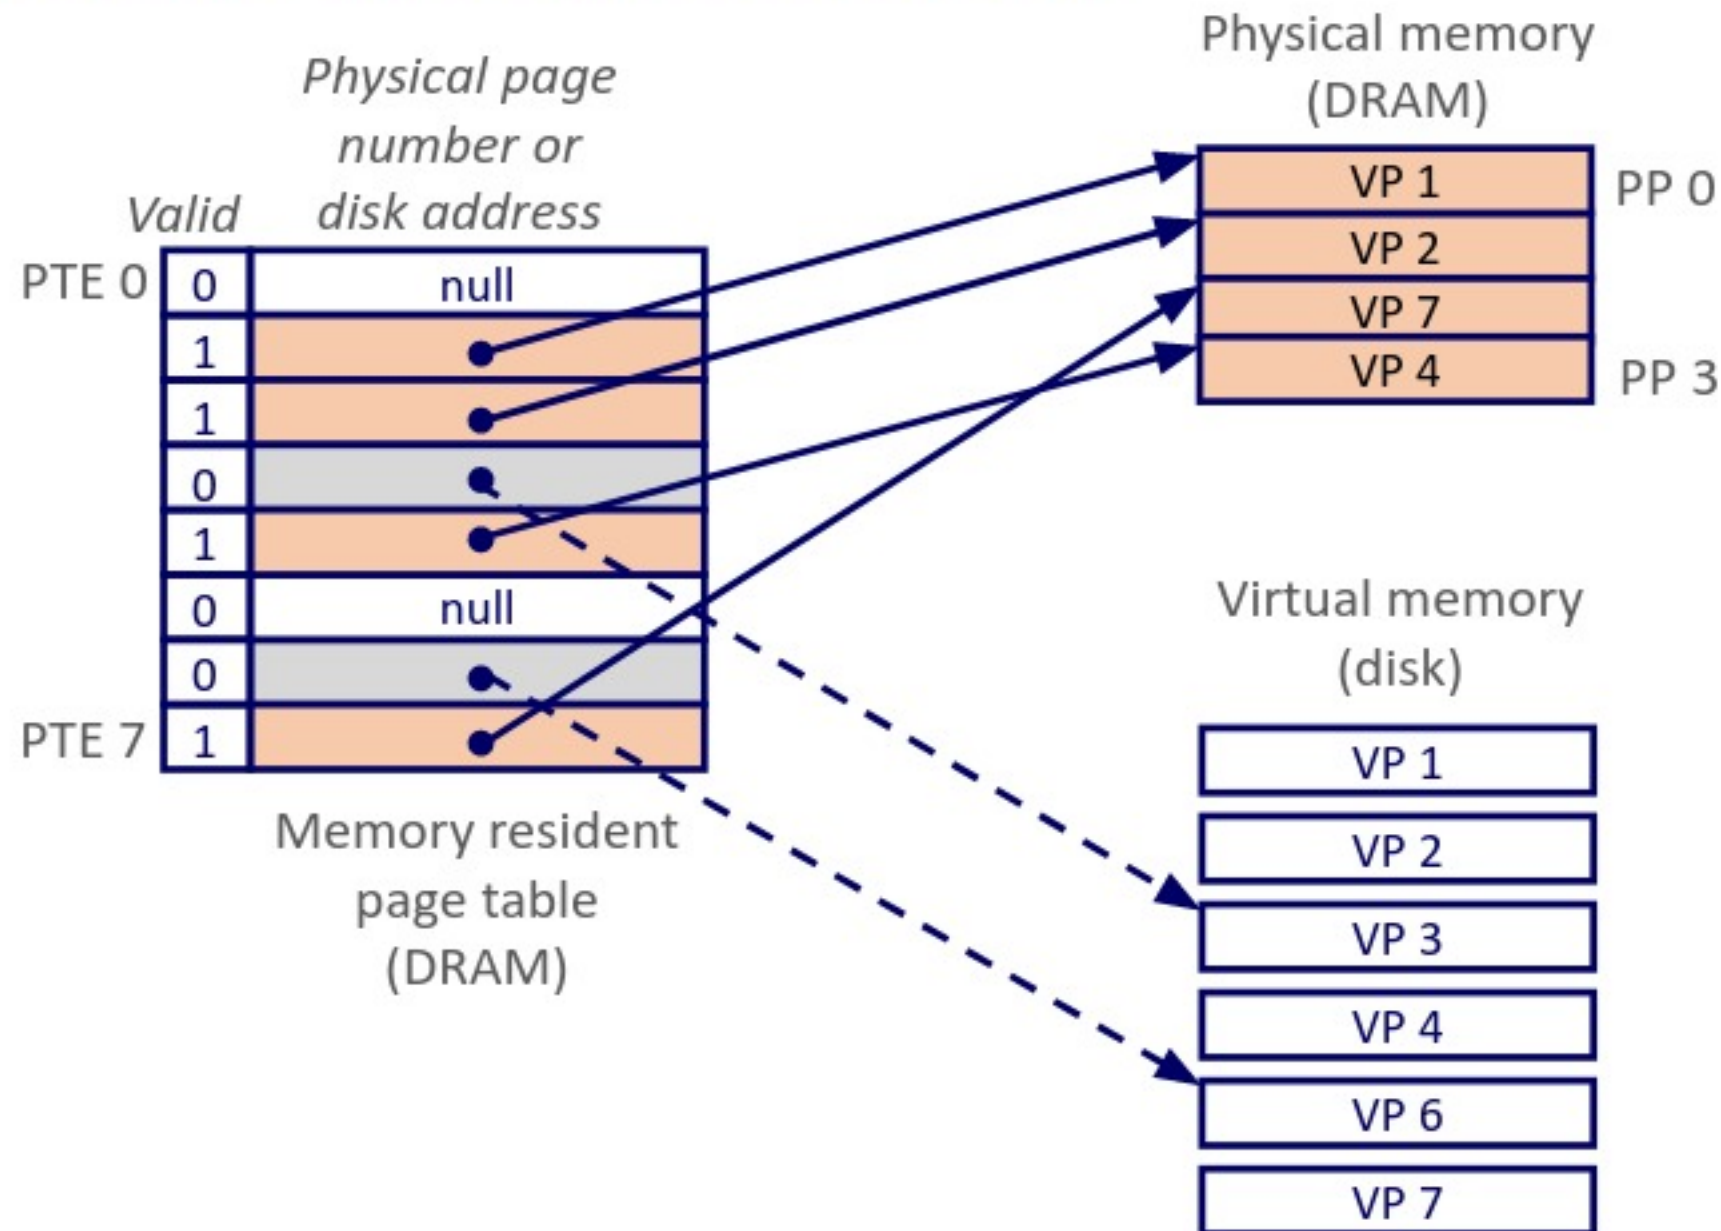 Physical page
number or
disk address
Valid
PTE 0
0
null
1
1
0
1
0
null
0
PTE 7
1
Memory resident
page table
(DRAM)
Physical memory
(DRAM)
VP 1
PP 0
VP 2
VP 7
VP 4
PP 3
Virtual memory
(disk)
VP 1
VP 2
VP 3
VP 4
VP 6
VP 7